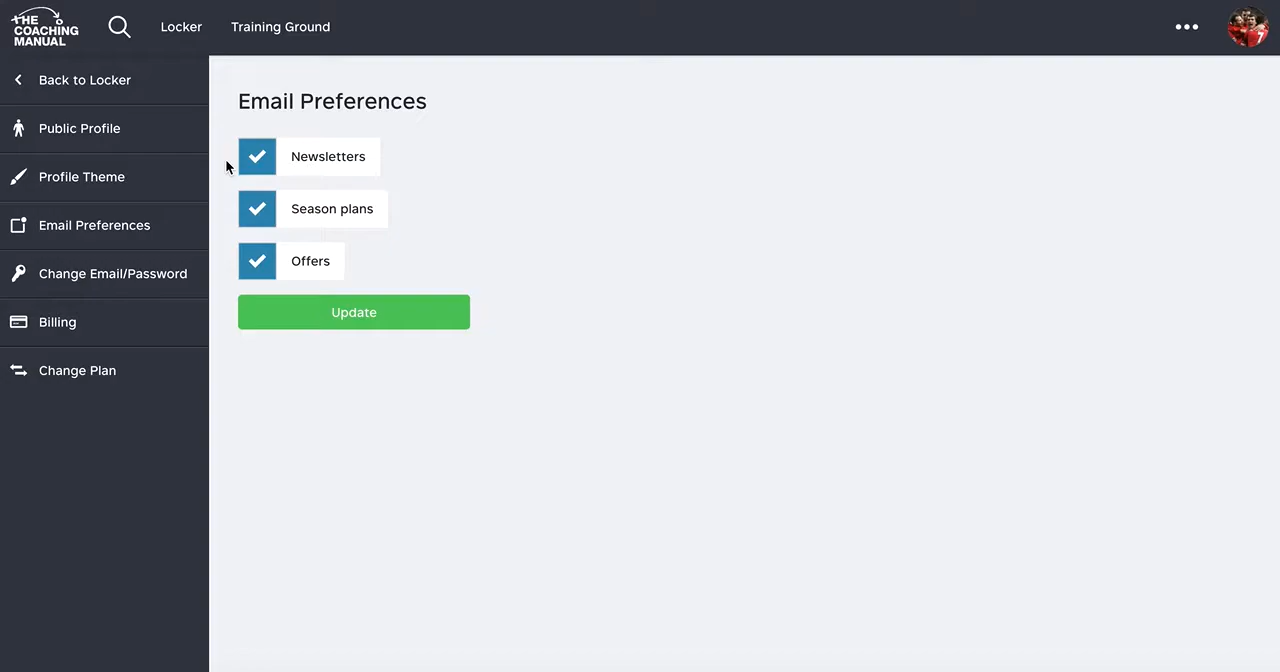 THE
COACHING
MANUAL
Locker
Training Ground
7
Back to Locker
Public Profile
Profile Theme
Email Preferences
Change Email/Password
Billing
Change Plan
Email Preferences
Newsletters
Season plans
Offers
Update